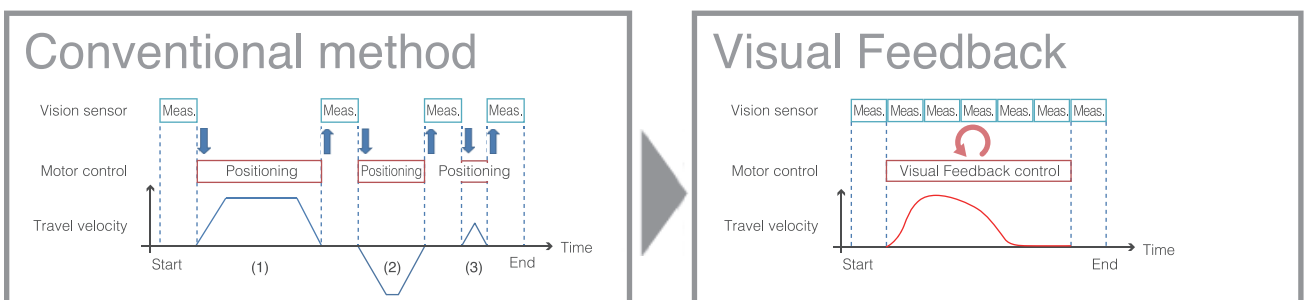 Conventional method
Vision sensor Meas. Meas. Meas. Meas.
Motor control Positioning Positioning Positioning
Travel velocity
Time
Start (1) (2) (3) End
Visual Feedback
Vision sensor Meas. Meas. Meas. Meas. Meas. Meas. Meas.
Motor control Visual Feedback control
Travel velocity
Time
Start End